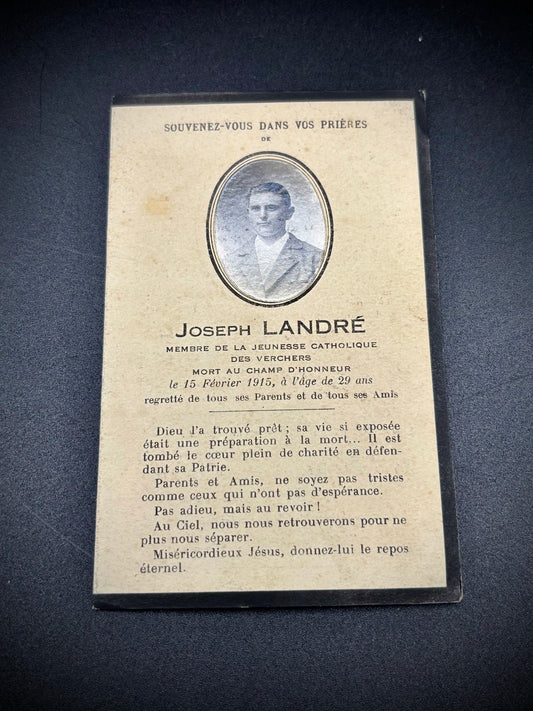 SOUVENEZ-VOUS DANS VOS PRIÈRES
DE
JOSEPH LANDRÉ
MEMBRE DE LA JEUNESSE CATHOLIQUE
DES VERCHERS
MORT AU CHAMP D'HONNEUR
le 15 Février 1915, à l'âge de 29 ans
regretté de tous ses Parents et de tous ses Amis
Dieu l'a trouvé prêt ; sa vie si exposée
était une préparation à la mort... Il est
tombé le cœur plein de charité en défen-
dant sa Patrie.
Parents et Amis, ne soyez pas tristes
comme ceux qui n'ont pas d'espérance.
Pas adieu, mais au revoir !
Au Ciel, nous nous retrouverons pour ne
plus nous séparer.
Miséricordieux Jésus, donnez-lui le repos
éternel.